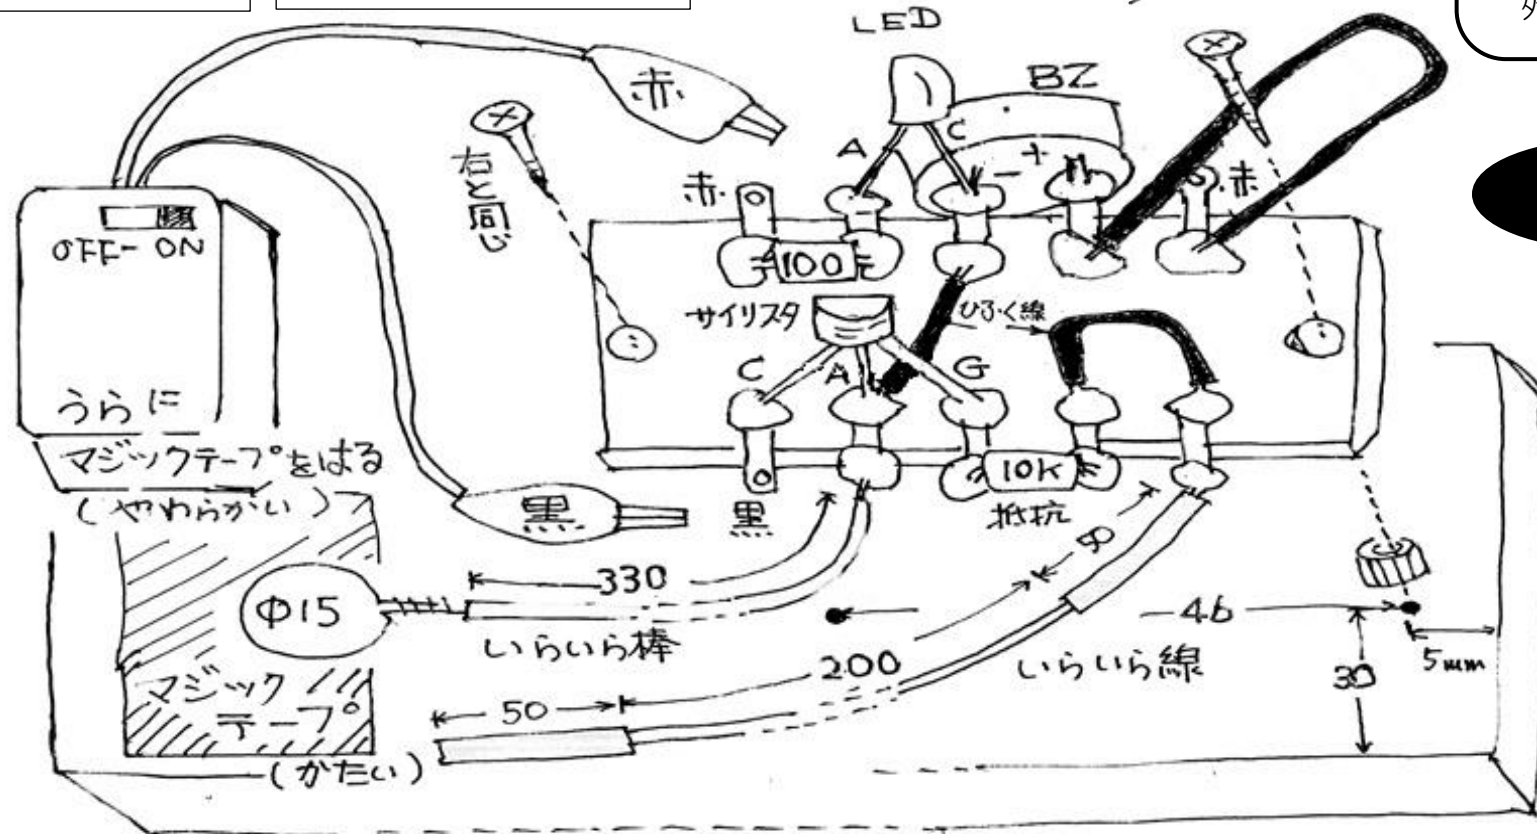 LED
赤
BZ
右と同じ
A
C
赤
+
-
赤
OFF- ON
100
サイリスタ
ひふく線
C
A
G
うらに
マジックテープをはる
(やわらかい)
黒
黒
10K
抵抗
330
Φ15
いらいら棒
46
200
いらいら線
30
5mm
マジック
テープ
50
(かたい)